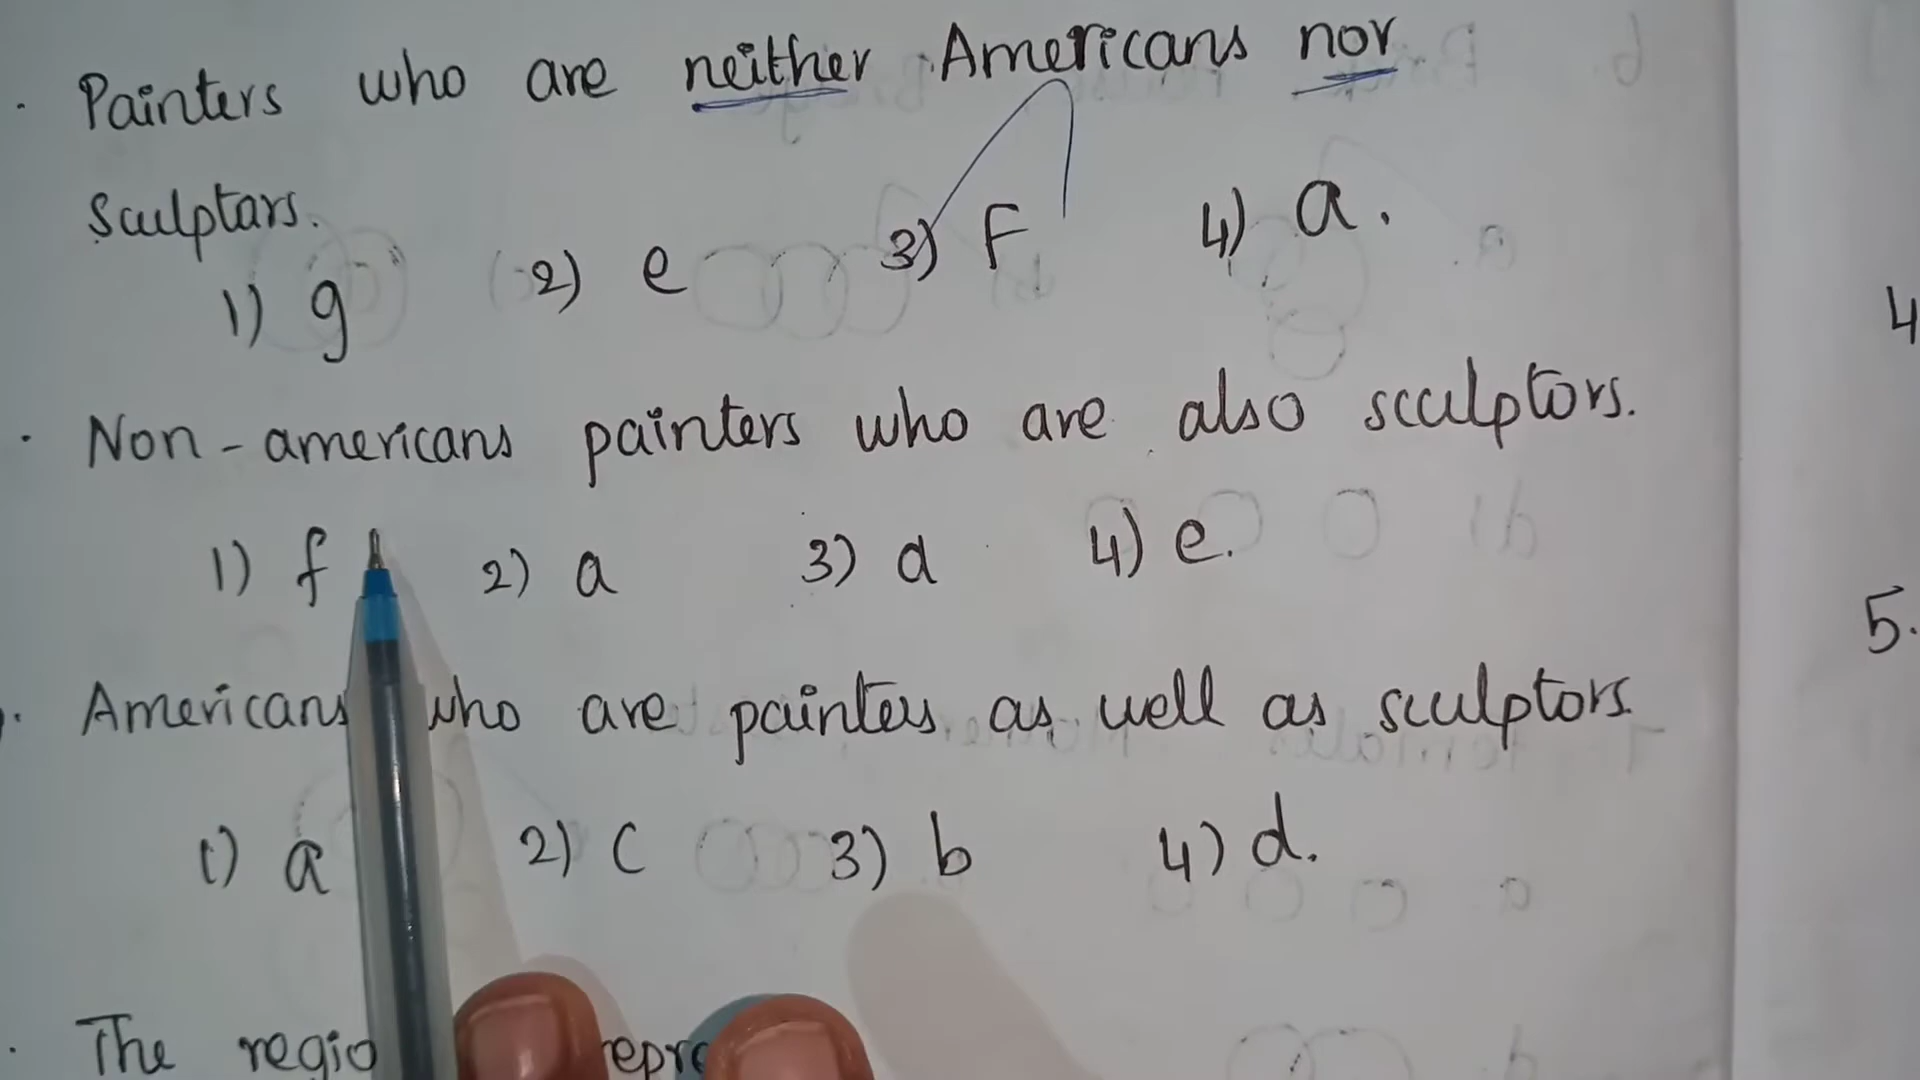 . Painters who are neither Americans nor
Sculptars.
1) g 2) e 3) F 4) a.
. Non-americans painters who are also sculptors.
1) f 2) a 3) d 4) e.
. Americans who are painters as well as sculptors.
1) a 2) c 3) b 4) d.
. The
4
5.